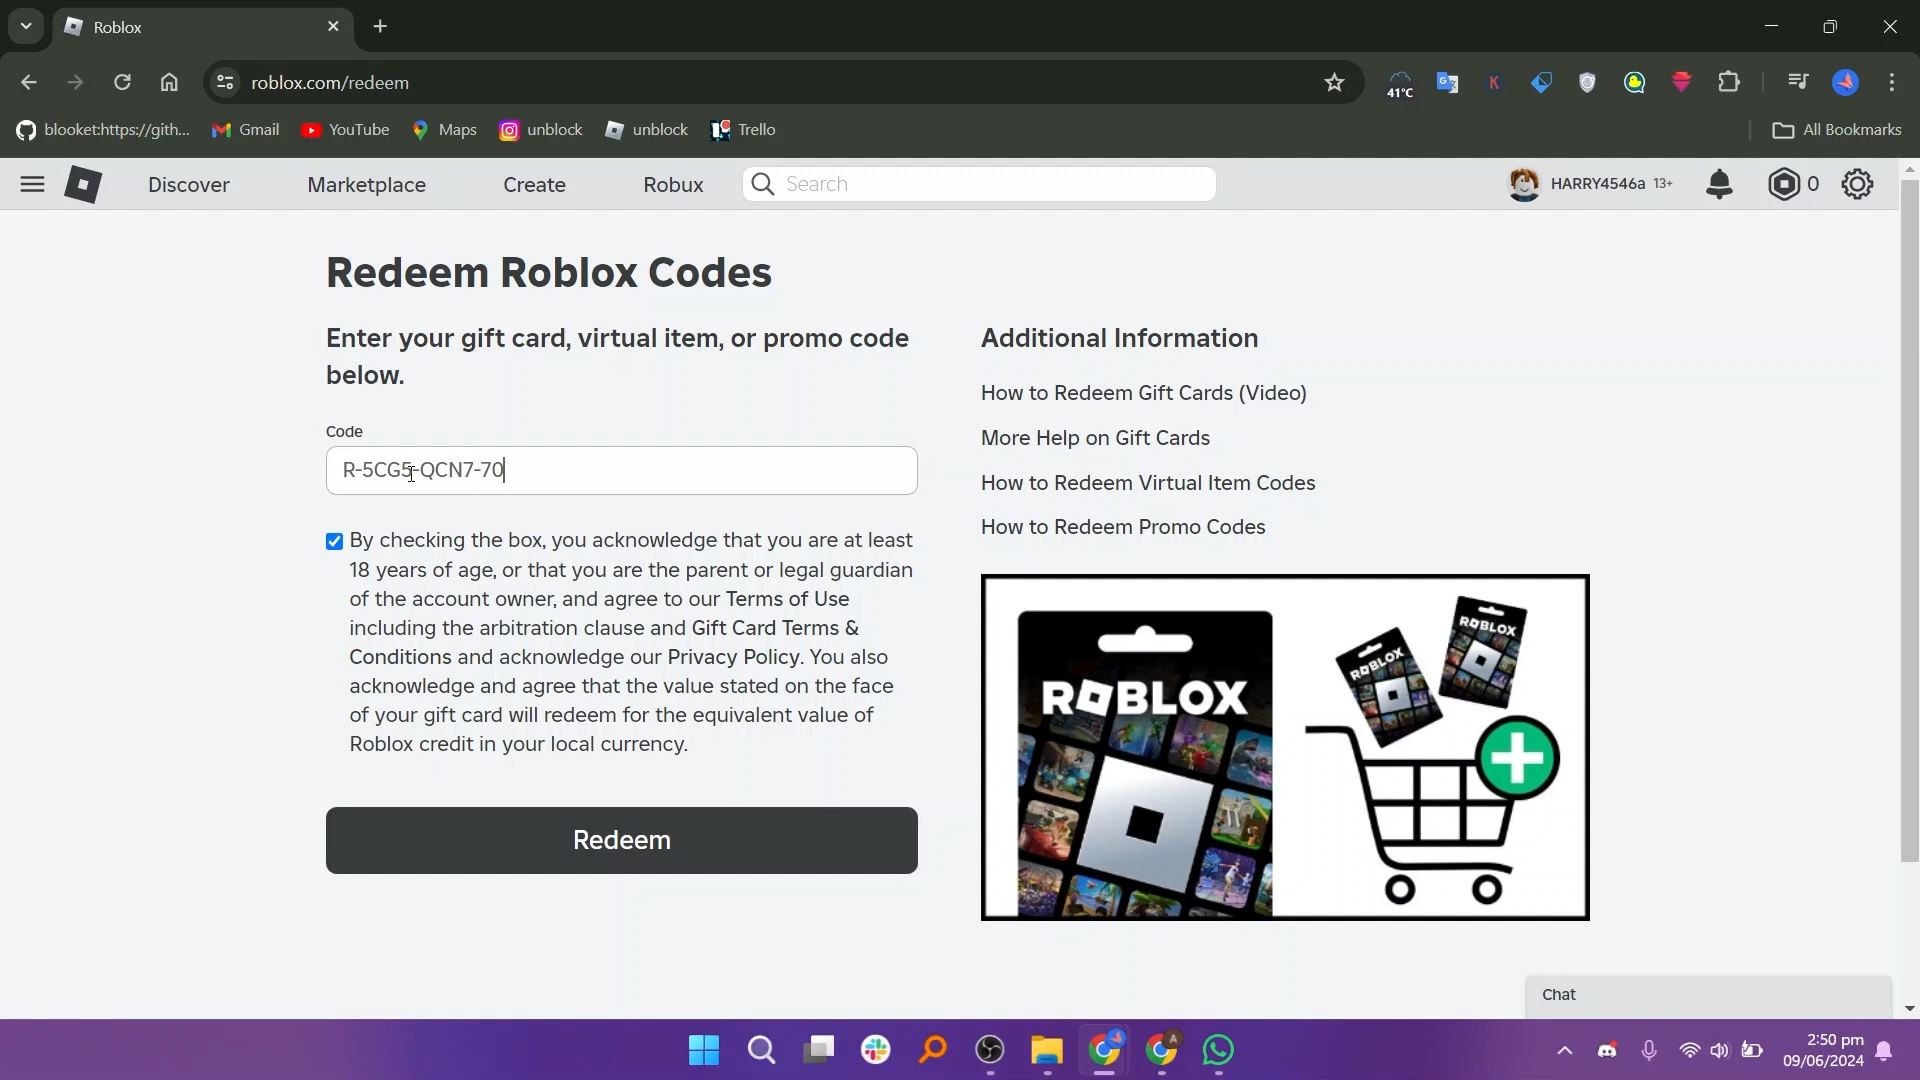 Roblox
roblox.com/redeem
41°C
K
A
blooket:https://gith...
Gmail
YouTube
Maps
unblock
unblock
Trello
All Bookmarks
Discover
Marketplace
Create
Robux
Search
HARRY4546a 13+
0
Redeem Roblox Codes
Enter your gift card, virtual item, or promo code
below.
Code
R-5CG5-QCN7-70
By checking the box, you acknowledge that you are at least
18 years of age, or that you are the parent or legal guardian
of the account owner, and agree to our Terms of Use
including the arbitration clause and Gift Card Terms &
Conditions and acknowledge our Privacy Policy. You also
acknowledge and agree that the value stated on the face
of your gift card will redeem for the equivalent value of
Roblox credit in your local currency.
Redeem
Additional Information
How to Redeem Gift Cards (Video)
More Help on Gift Cards
How to Redeem Virtual Item Codes
How to Redeem Promo Codes
ROBLOX
ROBLOX
ROBLOX
Chat
2:50 pm
09/06/2024